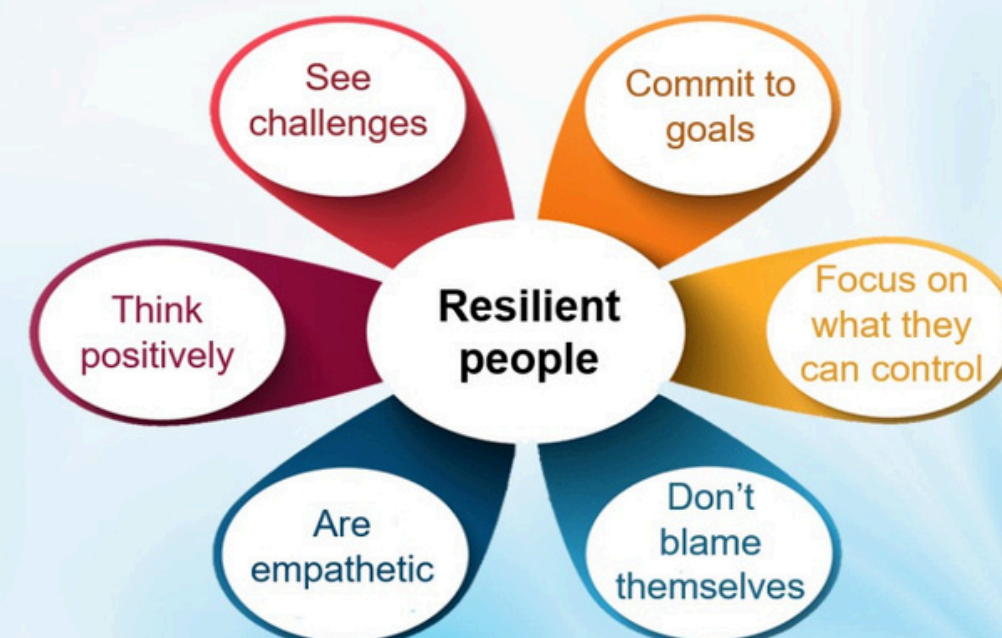 See
challenges
Commit to
goals
Think
positively
Resilient
people
Focus on
what they
can control
Are
empathetic
Don’t
blame
themselves